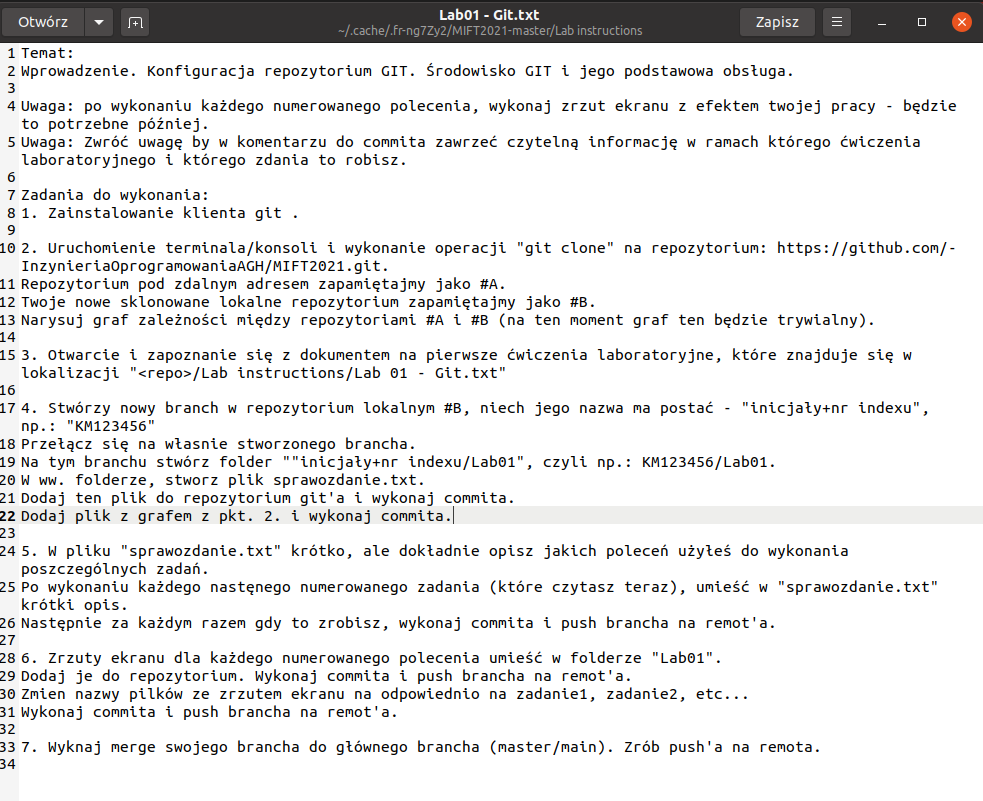 Otwórz
Lab01 - Git.txt
~/.cache/.fr-ng7Zy2/MIFT2021-master/Lab instructions
Zapisz
1 Temat:
2 Wprowadzenie. Konfiguracja repozytorium GIT. Środowisko GIT i jego podstawowa obsługa.
3
4 Uwaga: po wykonaniu każdego numerowanego polecenia, wykonaj zrzut ekranu z efektem twojej pracy - będzie
to potrzebne później.
5 Uwaga: Zwróć uwagę by w komentarzu do commita zawrzeć czytelną informację w ramach którego ćwiczenia
laboratoryjnego i którego zdania to robisz.
6
7 Zadania do wykonania:
8 1. Zainstalowanie klienta git .
9
10 2. Uruchomienie terminala/konsoli i wykonanie operacji "git clone" na repozytorium: https://github.com/-
InzynieriaOprogramowaniaAGH/MIFT2021.git.
11 Repozytorium pod zdalnym adresem zapamiętajmy jako #A.
12 Twoje nowe sklonowane lokalne repozytorium zapamiętajmy jako #B.
13 Narysuj graf zależności między repozytoriami #A i #B (na ten moment graf ten będzie trywialny).
14
15 3. Otwarcie i zapoznanie się z dokumentem na pierwsze ćwiczenia laboratoryjne, które znajduje się w
lokalizacji "<repo>/Lab instructions/Lab 01 - Git.txt"
16
17 4. Stwórzy nowy branch w repozytorium lokalnym #B, niech jego nazwa ma postać - "inicjały+nr indexu",
np.: "KM123456"
18 Przełącz się na własnie stworzonego brancha.
19 Na tym branchu stwórz folder ""inicjały+nr indexu/Lab01", czyli np.: KM123456/Lab01.
20 W ww. folderze, stworz plik sprawozdanie.txt.
21 Dodaj ten plik do repozytorium git'a i wykonaj commita.
22 Dodaj plik z grafem z pkt. 2. i wykonaj commita.
23
24 5. W pliku "sprawozdanie.txt" krótko, ale dokładnie opisz jakich poleceń użyłeś do wykonania
poszczególnych zadań.
25 Po wykonaniu każdego nastęnego numerowanego zadania (które czytasz teraz), umieść w "sprawozdanie.txt"
krótki opis.
26 Następnie za każdym razem gdy to zrobisz, wykonaj commita i push brancha na remot'a.
27
28 6. Zrzuty ekranu dla każdego numerowanego polecenia umieść w folderze "Lab01".
29 Dodaj je do repozytorium. Wykonaj commita i push brancha na remot'a.
30 Zmien nazwy pilków ze zrzutem ekranu na odpowiednio na zadanie1, zadanie2, etc...
31 Wykonaj commita i push brancha na remot'a.
32
33 7. Wyknaj merge swojego brancha do głównego brancha (master/main). Zrób push'a na remota.
34